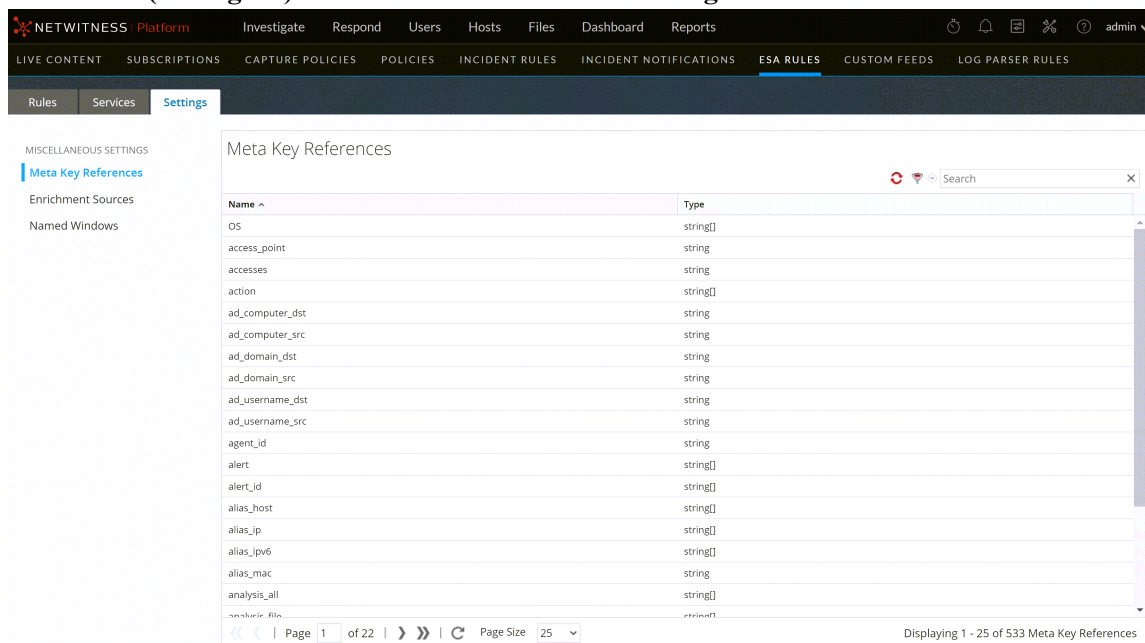 NETWITNESS Platform Investigate Respond Users Hosts Files Dashboard Reports admin
LIVE CONTENT SUBSCRIPTIONS CAPTURE POLICIES POLICIES INCIDENT RULES INCIDENT NOTIFICATIONS ESA RULES CUSTOM FEEDS LOG PARSER RULES
Rules Services Settings
MISCELLANEOUS SETTINGS
Meta Key References
Enrichment Sources
Named Windows
Meta Key References
Search
Name Type
OS string[]
access_point string
accesses string
action string[]
ad_computer_dst string
ad_computer_src string
ad_domain_dst string
ad_domain_src string
ad_username_dst string
ad_username_src string
agent_id string
alert string[]
alert_id string[]
alias_host string[]
alias_ip string[]
alias_ipv6 string[]
alias_mac string
analysis_all string[]
analysis_file string[]
Page 1 of 22 Page Size 25 Displaying 1 - 25 of 533 Meta Key References